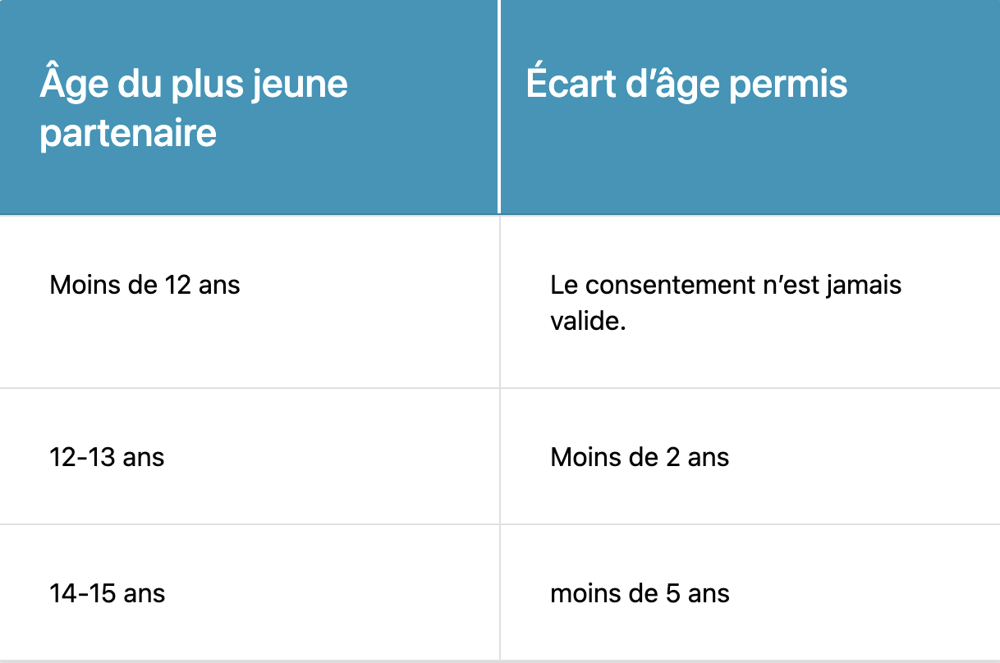 Âge du plus jeune
partenaire
Écart d’âge permis
Moins de 12 ans
Le consentement n’est jamais
valide.
12-13 ans
Moins de 2 ans
14-15 ans
moins de 5 ans